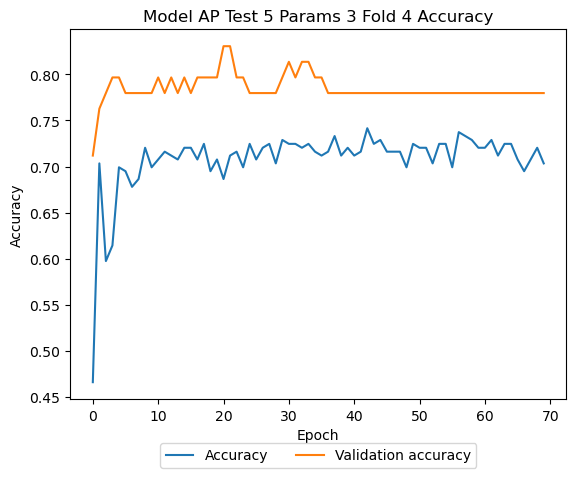 Model AP Test 5 Params 3 Fold 4 Accuracy
0.80
0.75
0.70
0.65
0.60
0.55
0.50
0.45
Accuracy
0 10 20 30 40 50 60 70
Epoch
Accuracy Validation accuracy